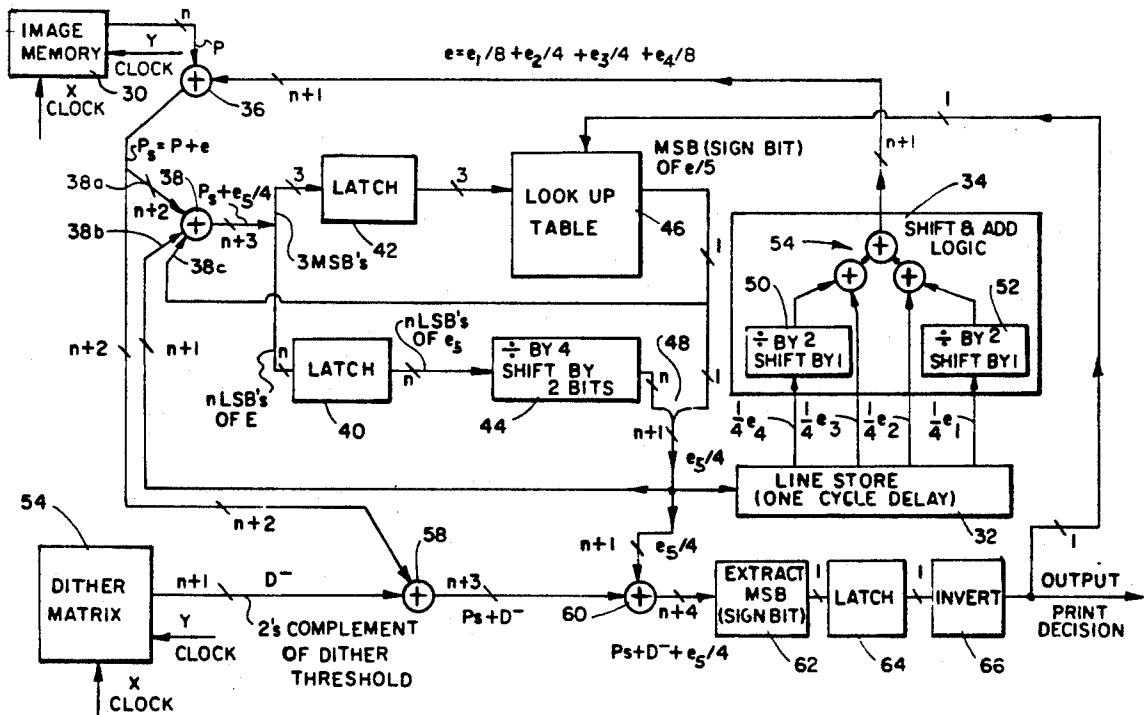 IMAGE
MEMORY
n
P
Y
CLOCK
X
CLOCK
30
36
e=e₁/8 + e₂/4 + e₃/4 + e₄/8
n+1
1
Pₛ = P+e
38a
38
n+2
Pₛ+e₅/4
n+3
38b
38c
3
LATCH
42
3
3MSB's
LOOK UP
TABLE
46
MSB (SIGN BIT)
OF e/5
1
n+1
34
SHIFT & ADD
LOGIC
54
50
÷ BY 2
SHIFT BY 1
52
÷ BY 2
SHIFT BY 1
n+2
n+1
n
nLSB's
OF E
LATCH
40
nLSB's
OF e₅
n
÷ BY 4
SHIFT BY
2 BITS
44
n
48
1
n+1
e₅/4
¼e₄
¼e₃
¼e₂
¼e₁
LINE STORE
(ONE CYCLE DELAY)
32
54
DITHER
MATRIX
Y
CLOCK
X
CLOCK
n+1
D⁻
2's COMPLEMENT
OF DITHER
THRESHOLD
n+2
58
n+3
Ps+D⁻
n+1
e₅/4
60
n+4
Ps+D⁻+e₅/4
EXTRACT
MSB
(SIGN BIT)
62
1
LATCH
64
1
INVERT
66
1
OUTPUT
PRINT
DECISION